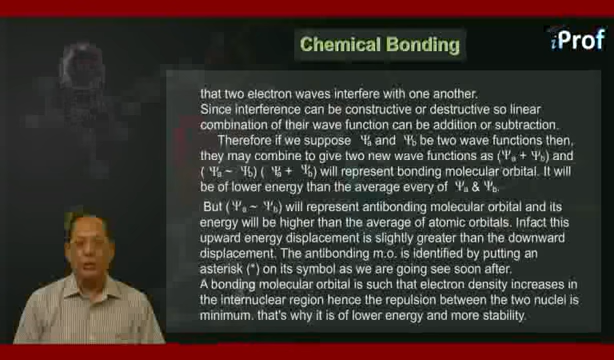 Chemical Bonding
iProf
that two electron waves interfere with one another.
Since interference can be constructive or destructive so linear
combination of their wave function can be addition or subtraction.
Therefore if we suppose Ψa and Ψb be two wave functions then,
they may combine to give two new wave functions as (Ψa + Ψb) and
( Ψa ~ Ψb) ( Ψa + Ψb) will represent bonding molecular orbital. It will
be of lower energy than the average every of Ψa & Ψb.
But (Ψa ~ Ψb) will represent antibonding molecular orbital and its
energy will be higher than the average of atomic orbitals. Infact this
upward energy displacement is slightly greater than the downward
displacement. The antibonding m.o. is identified by putting an
asterisk (*) on its symbol as we are going see soon after.
A bonding molecular orbital is such that electron density increases in
the internuclear region hence the repulsion between the two nuclei is
minimum. that's why it is of lower energy and more stability.